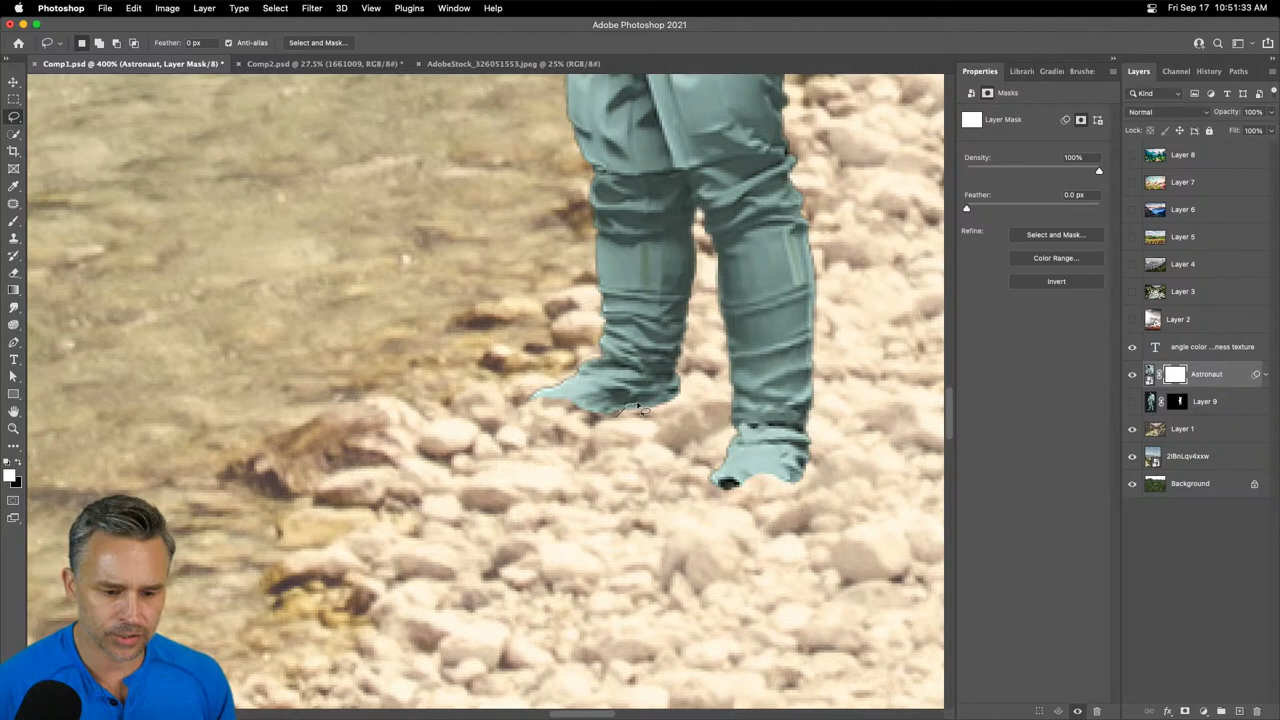 Photoshop File Edit Image Layer Type Select Filter 3D View Plugins Window Help Fri Sep 17 10:51:33 AM
Adobe Photoshop 2021
Feather: 0 px Anti-alias Select and Mask...
Comp1.psd @ 400% (Astronaut, Layer Mask/8) * Comp2.psd @ 27.5% (1661009, RGB/8#) * AdobeStock_326051553.jpeg @ 25% (RGB/8#)
Properties Librari Gradier Brushe: Layers Channel History Paths
Masks Kind
Layer Mask Normal Opacity: 100%
Lock: Fill: 100%
Density: 100% Layer 8
Layer 7
Feather: 0.0 px
Layer 6
Refine: Select and Mask... Layer 5
Color Range... Layer 4
Invert Layer 3
Layer 2
T angle color ...ness texture
Astronaut
Layer 9
Layer 1
2IBnLqv4xxw
Background